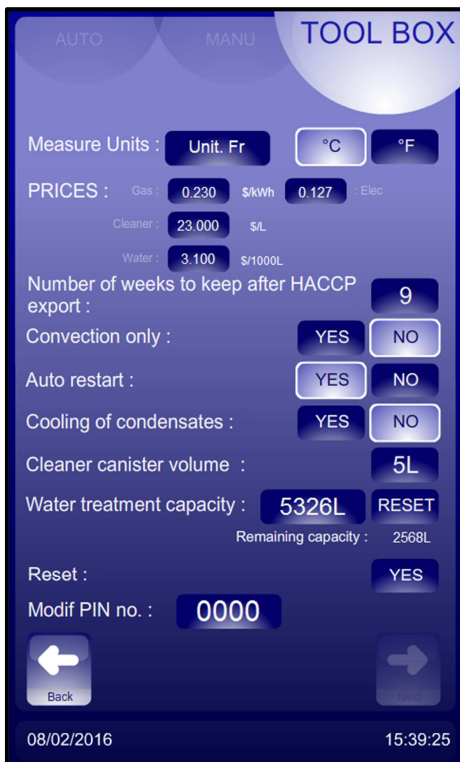 AUTO MANU TOOL BOX
Measure Units : Unit. Fr °C °F
PRICES : Gas : 0.230 $/kWh 0.127 : Elec
Cleaner : 23.000 $/L
Water : 3.100 $/1000L
Number of weeks to keep after HACCP
export : 9
Convection only : YES NO
Auto restart : YES NO
Cooling of condensates : YES NO
Cleaner canister volume : 5L
Water treatment capacity : 5326L RESET
Remaining capacity : 2568L
Reset : YES
Modif PIN no. : 0000
Back Next
08/02/2016 15:39:25